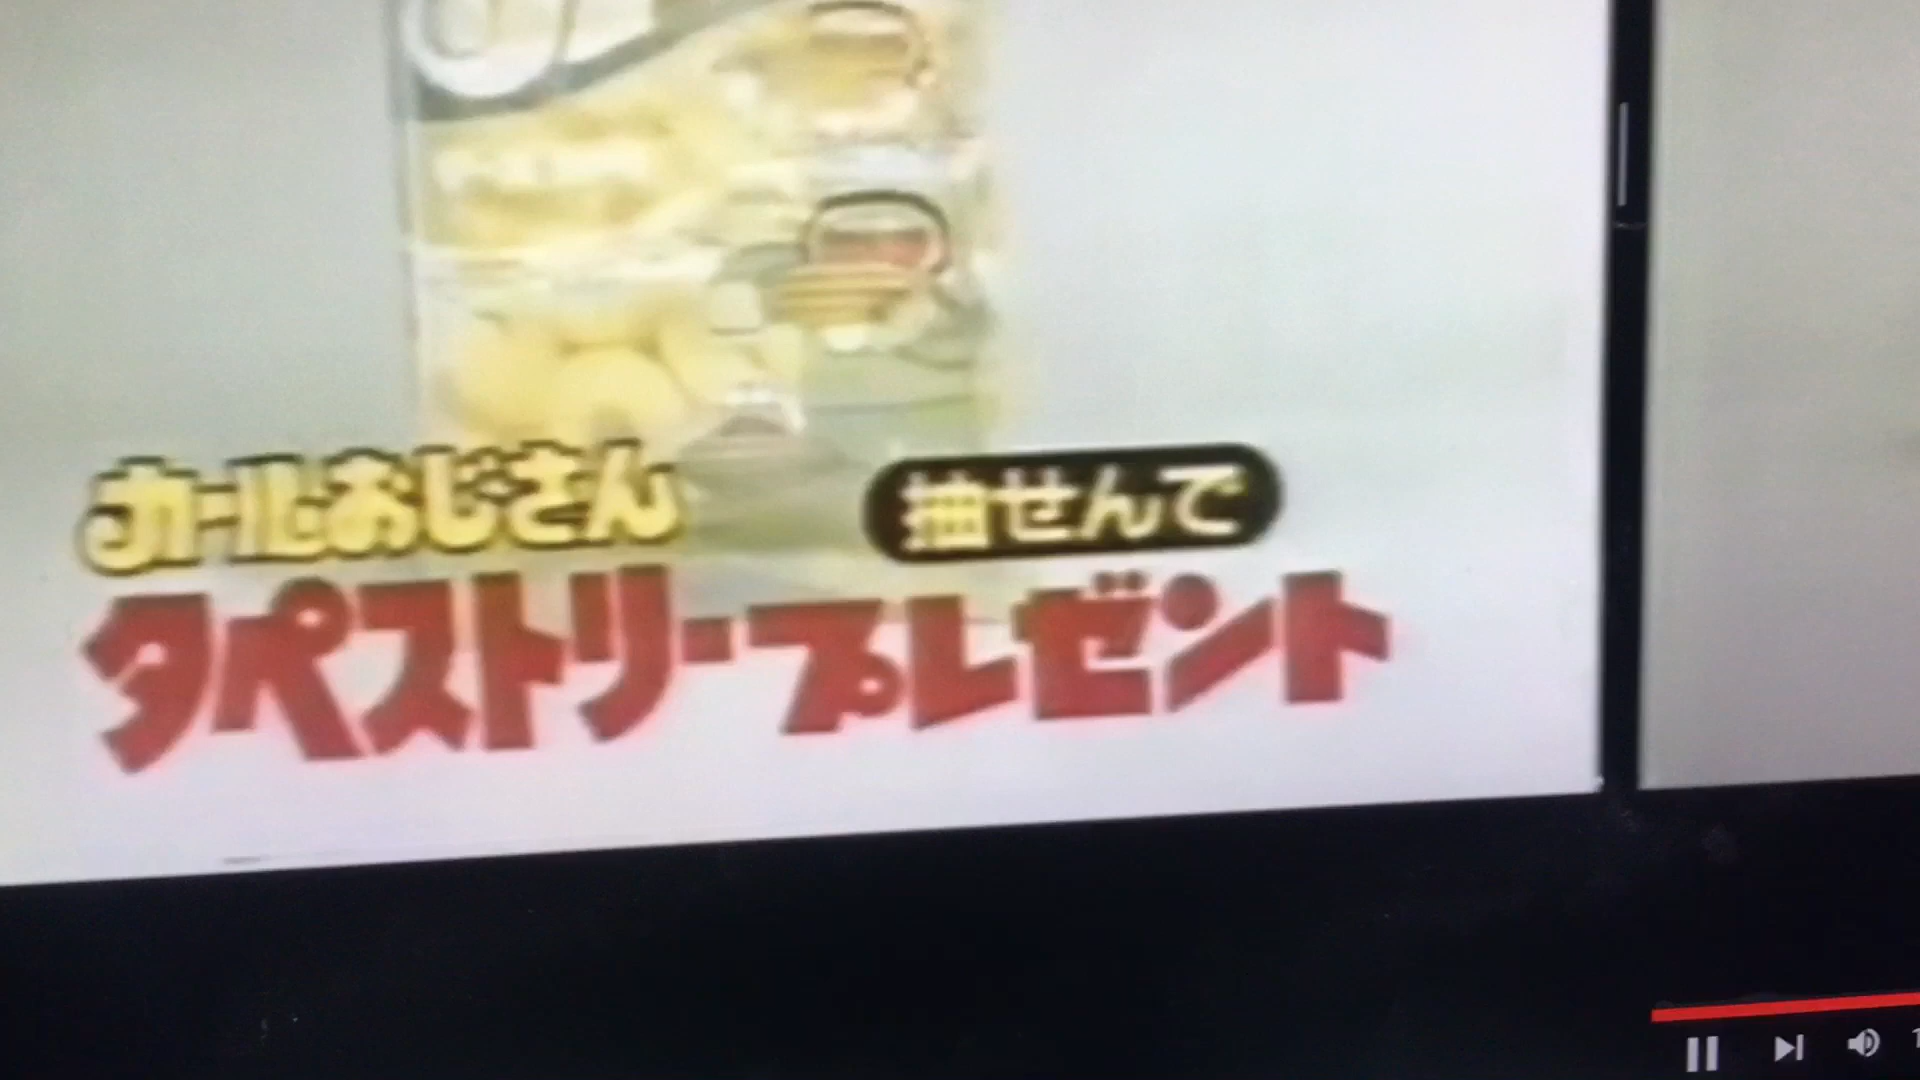 カールおじさん
抽せんで
タペストリープレゼント